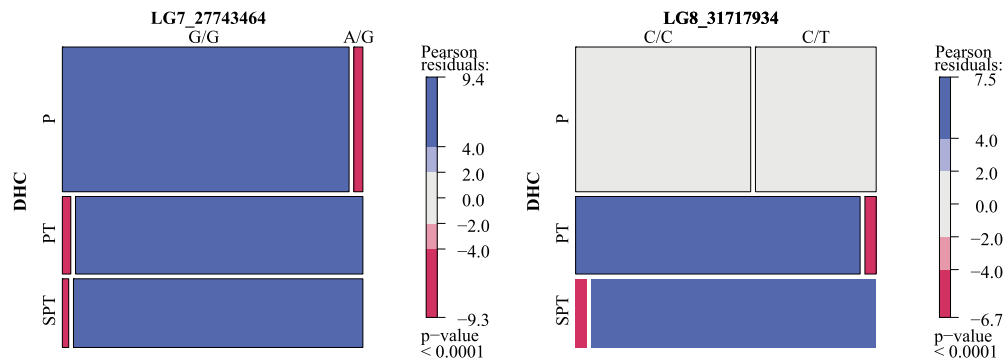 LG7_27743464
G/G A/G
P
PT
SPT
DHC
Pearson
residuals:
9.4
4.0
2.0
0.0
−2.0
−4.0
−9.3
p−value
< 0.0001
LG8_31717934
C/C C/T
P
PT
SPT
DHC
Pearson
residuals:
7.5
4.0
2.0
0.0
−2.0
−4.0
−6.7
p−value
< 0.0001